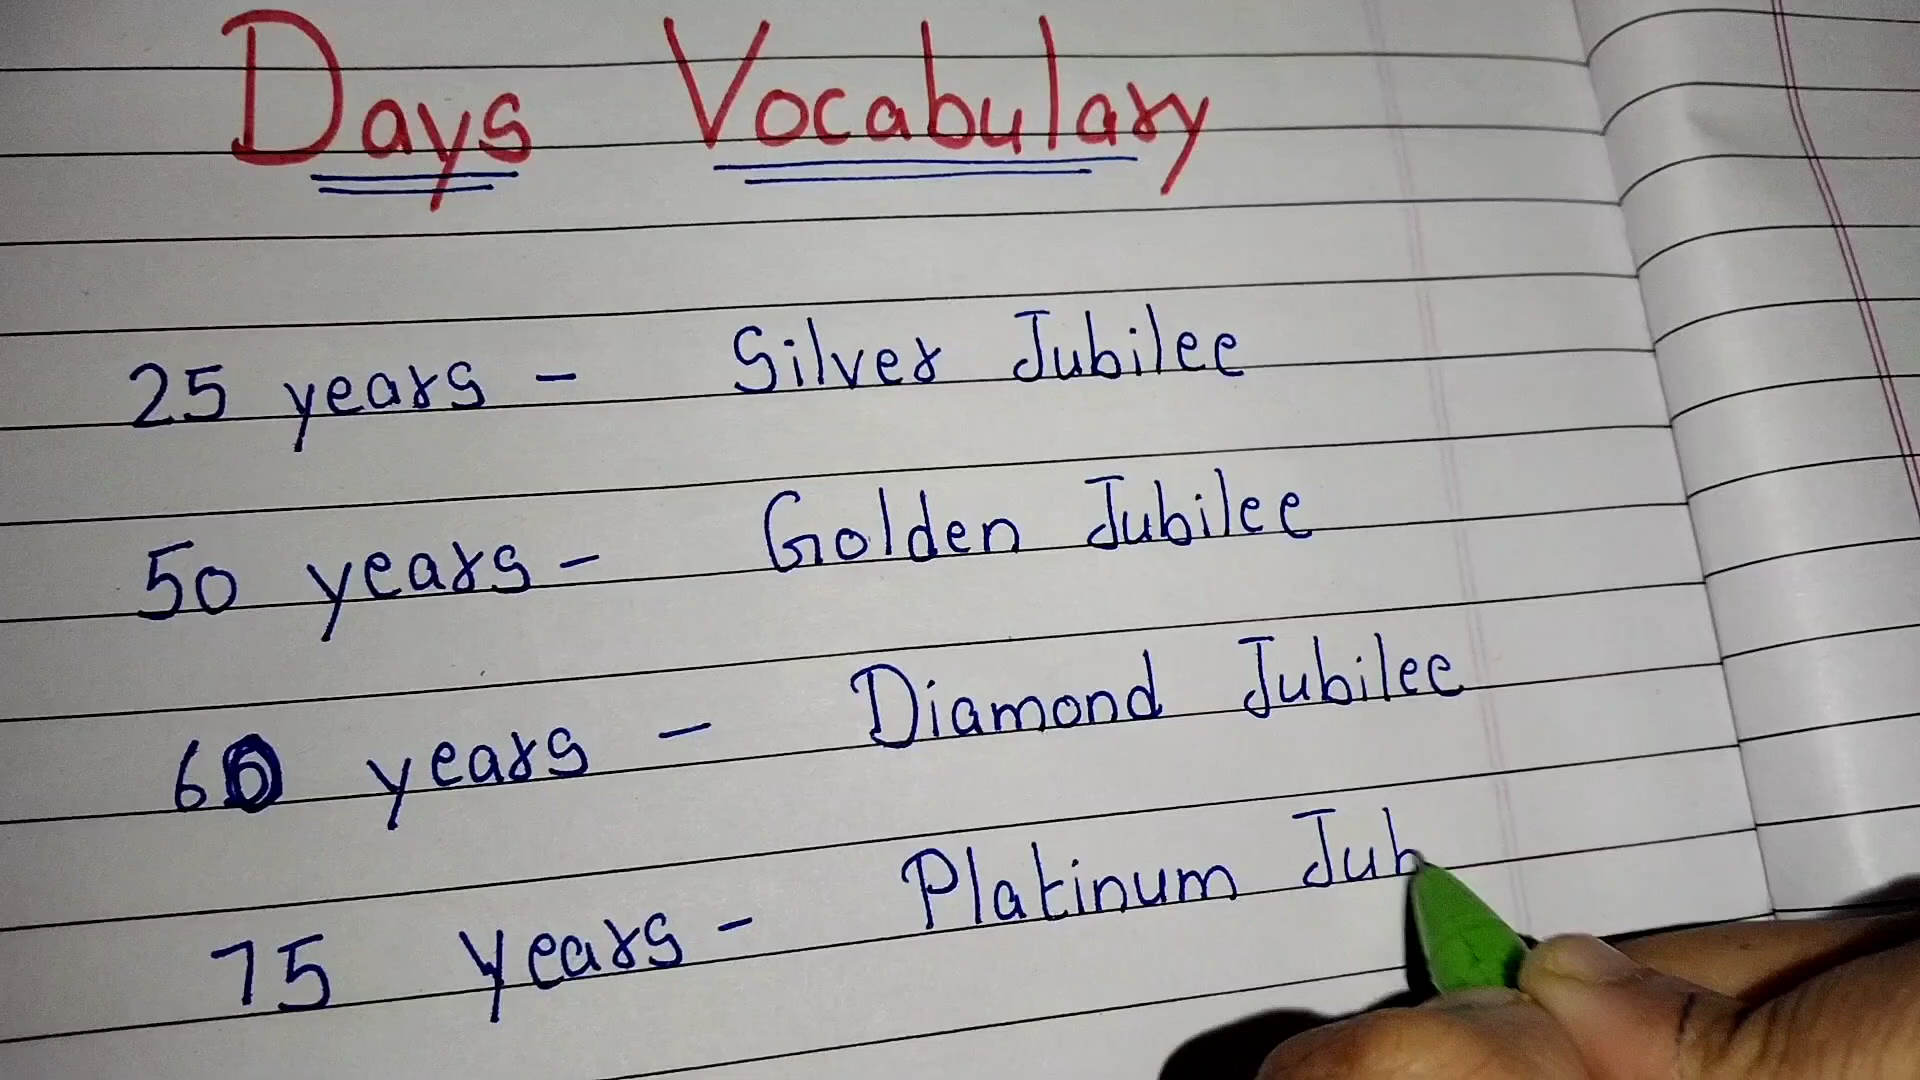 Days Vocabulary
25 years - Silver Jubilee
50 years - Golden Jubilee
60 years - Diamond Jubilee
75 years - Platinum Jub